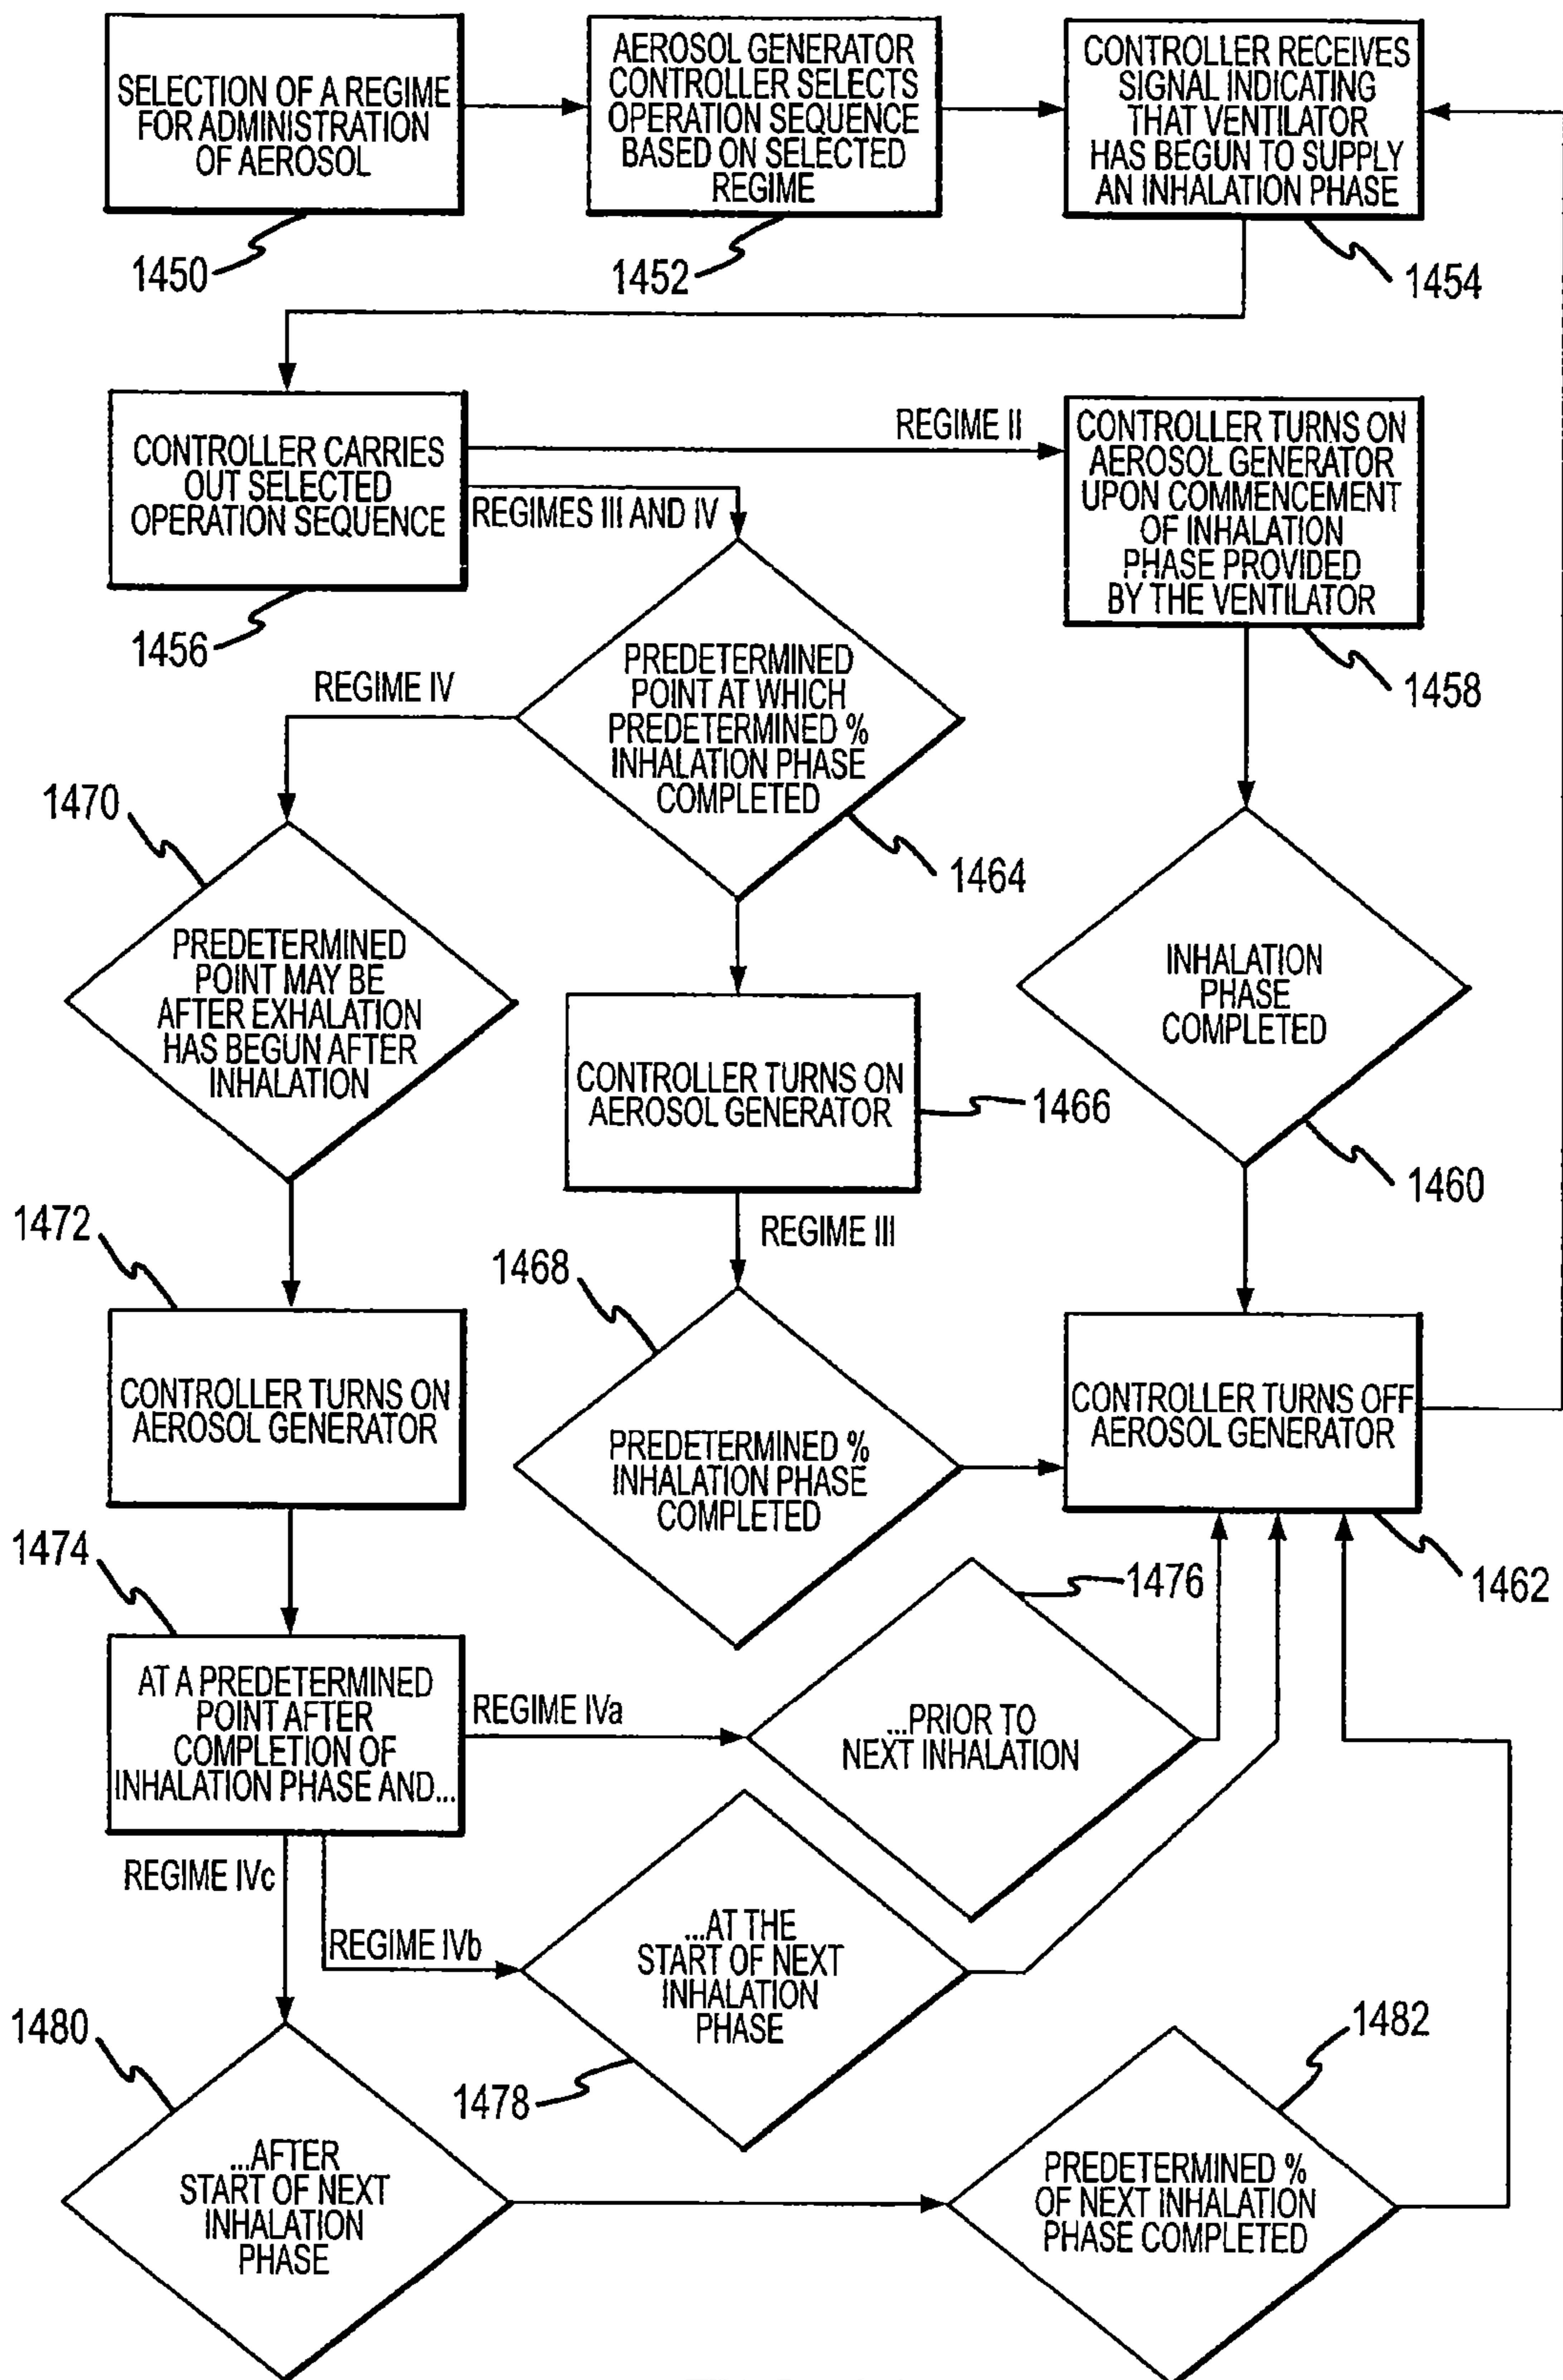 SELECTION OF A REGIME
FOR ADMINISTRATION
OF AEROSOL
1450
AEROSOL GENERATOR
CONTROLLER SELECTS
OPERATION SEQUENCE
BASED ON SELECTED
REGIME
1452
CONTROLLER RECEIVES
SIGNAL INDICATING
THAT VENTILATOR
HAS BEGUN TO SUPPLY
AN INHALATION PHASE
1454
CONTROLLER CARRIES
OUT SELECTED
OPERATION SEQUENCE
1456
REGIME II
REGIMES III AND IV
CONTROLLER TURNS ON
AEROSOL GENERATOR
UPON COMMENCEMENT
OF INHALATION
PHASE PROVIDED
BY THE VENTILATOR
1458
PREDETERMINED
POINT AT WHICH
PREDETERMINED %
INHALATION PHASE
COMPLETED
1464
REGIME IV
1470
PREDETERMINED
POINT MAY BE
AFTER EXHALATION
HAS BEGUN AFTER
INHALATION
INHALATION
PHASE
COMPLETED
1460
CONTROLLER TURNS ON
AEROSOL GENERATOR
1466
REGIME III
1472
CONTROLLER TURNS ON
AEROSOL GENERATOR
1468
PREDETERMINED %
INHALATION PHASE
COMPLETED
CONTROLLER TURNS OFF
AEROSOL GENERATOR
1462
1474
AT A PREDETERMINED
POINT AFTER
COMPLETION OF
INHALATION PHASE AND...
REGIME IVa
1476
...PRIOR TO
NEXT INHALATION
REGIME IVc
REGIME IVb
...AT THE
START OF NEXT
INHALATION
PHASE
1478
1480
...AFTER
START OF NEXT
INHALATION
PHASE
1482
PREDETERMINED %
OF NEXT INHALATION
PHASE COMPLETED